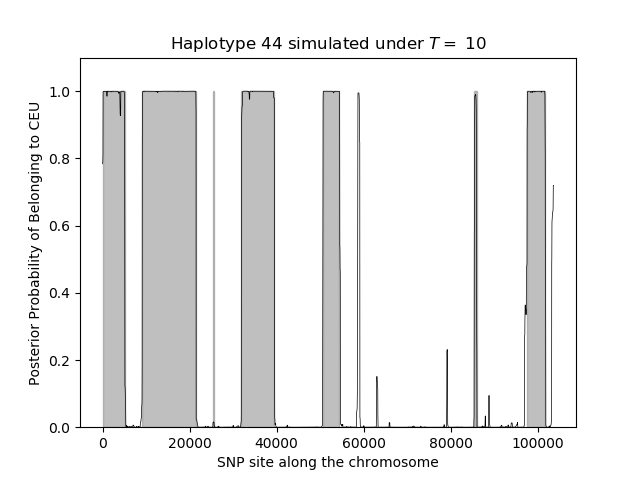 Haplotype 44 simulated under T = 10
Posterior Probability of Belonging to CEU
1.0
0.8
0.6
0.4
0.2
0.0
0 20000 40000 60000 80000 100000
SNP site along the chromosome